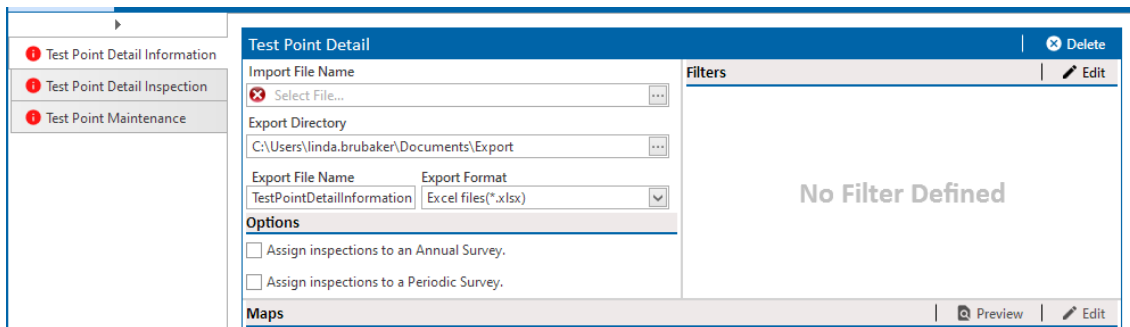 Test Point Detail Information
Test Point Detail Inspection
Test Point Maintenance
Test Point Detail
Delete
Import File Name
Select File...
Export Directory
C:\Users\linda.brubaker\Documents\Export
Export File Name
Export Format
TestPointDetailInformation
Excel files(*.xlsx)
Options
Assign inspections to an Annual Survey.
Assign inspections to a Periodic Survey.
Filters
Edit
No Filter Defined
Maps
Preview
Edit